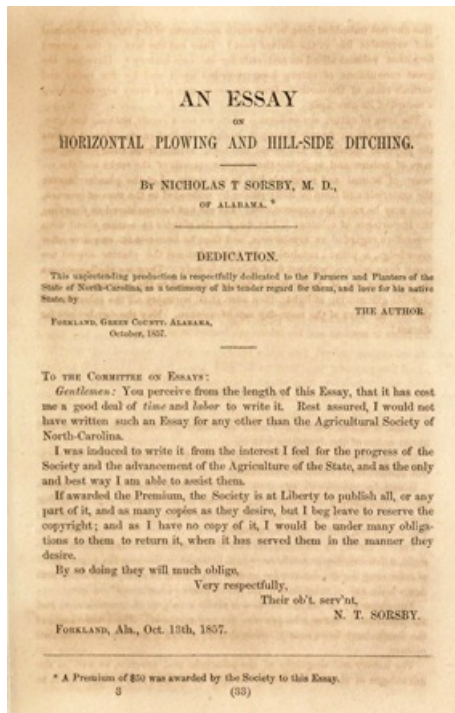 AN ESSAY
ON
HORIZONTAL PLOWING AND HILL-SIDE DITCHING.
By NICHOLAS T SORSBY, M. D.,
OF ALABAMA. *
DEDICATION.
This unpretending production is respectfully dedicated to the Farmers and Planters of the
State of North-Carolina, as a testimony of his tender regard for them, and love for his native
State, by
THE AUTHOR.
Forkland, Green County, Alabama,
October, 1857.
To the Committee on Essays:
Gentlemen: You perceive from the length of this Essay, that it has cost
me a good deal of time and labor to write it. Rest assured, I would not
have written such an Essay for any other than the Agricultural Society of
North-Carolina.
I was induced to write it from the interest I feel for the progress of the
Society and the advancement of the Agriculture of the State, and as the only
and best way I am able to assist them.
If awarded the Premium, the Society is at Liberty to publish all, or any
part of it, and as many copies as they desire, but I beg leave to reserve the
copyright; and as I have no copy of it, I would be under many obliga-
tions to them to return it, when it has served them in the manner they
desire.
By so doing they will much oblige,
Very respectfully,
Their ob't. serv'nt,
N. T. SORSBY.
Forkland, Ala., Oct. 13th, 1857.
* A Premium of $50 was awarded by the Society to this Essay.
3 (33)